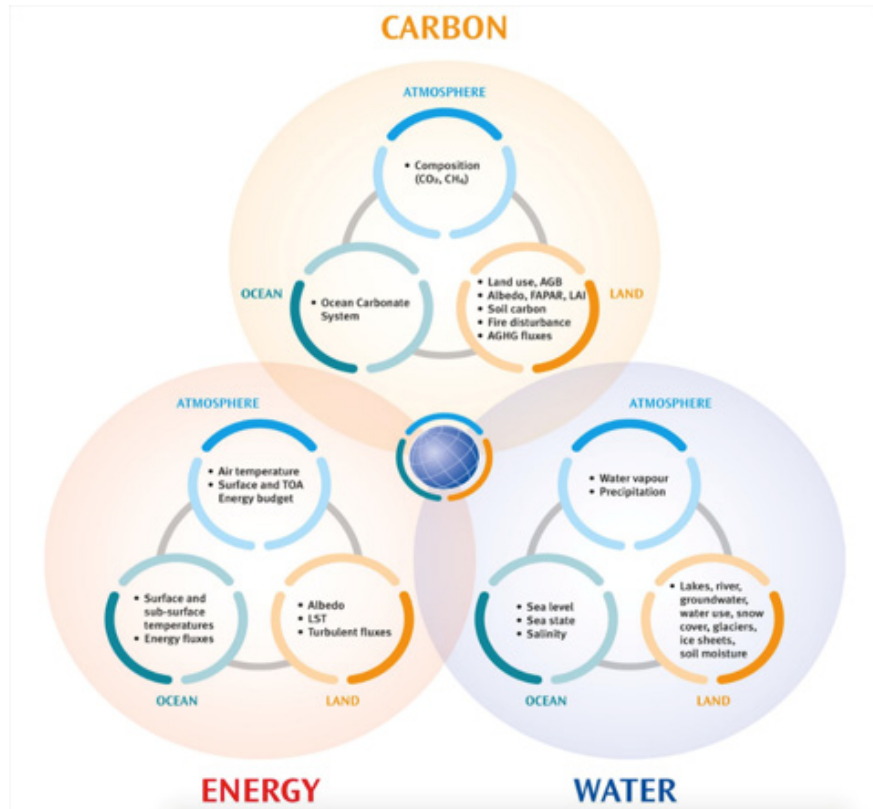 CARBON
ATMOSPHERE
• Composition
(CO₂, CH₄)
OCEAN
• Ocean Carbonate
System
• Land use, AGB
• Albedo, FAPAR, LAI
• Soil carbon
• Fire disturbance
• AGHG fluxes
LAND
ATMOSPHERE
• Air temperature
• Surface and TOA
Energy budget
• Surface and
sub-surface
temperatures
• Energy fluxes
OCEAN
• Albedo
• LST
• Turbulent fluxes
LAND
ENERGY
ATMOSPHERE
• Water vapour
• Precipitation
• Sea level
• Sea state
• Salinity
OCEAN
• Lakes, river,
groundwater,
water use, snow
cover, glaciers,
ice sheets,
soil moisture
LAND
WATER